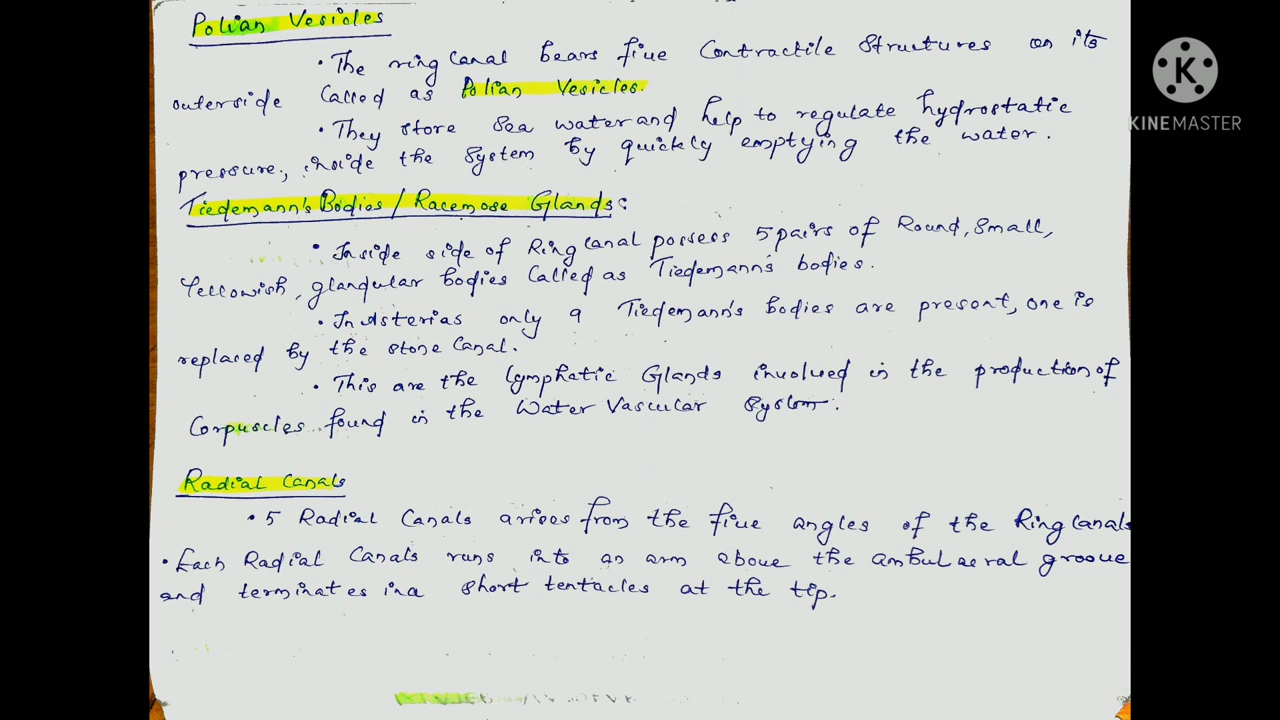 Polian Vesicles
• The ring Canal bears five Contractile Structures on its
outerside Called as Polian Vesicles.
• They store Sea water and help to regulate hydrostatic
pressure, inside the System by quickly emptying the water.
Tiedemann's Bodies / Racemose Glands:
• Inside side of Ring Canal possess 5 pairs of Round, Small,
Yellowish, glandular bodies Called as Tiedemann's bodies.
• In Asterias only 9 Tiedemann's bodies are present, one is
replaced by the stone Canal.
• This are the lymphatic Glands involved in the production of
Corpuscles found in the Water Vascular System.
Radial Canals
• 5 Radial Canals arises from the five angles of the Ring Canals
• Each Radial Canals runs into an arm above the ambulacral groove
and terminates in a short tentacles at the tip.
K
KINEMASTER